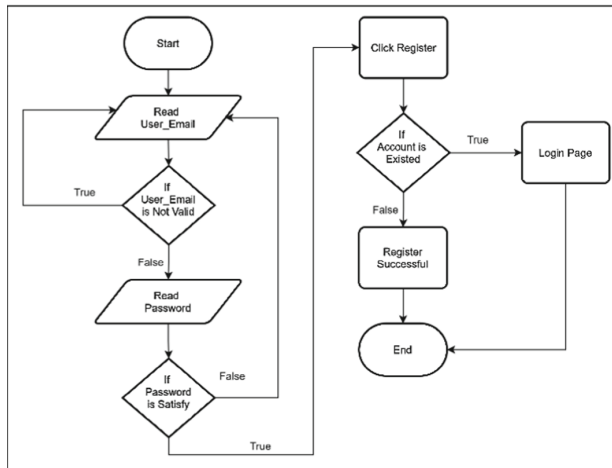 Start
Read
User_Email
If
User_Email
is Not Valid
True
False
Read
Password
If
Password
is Satisfy
False
True
Click Register
If
Account is
Existed
True
Login Page
False
Register
Successful
End